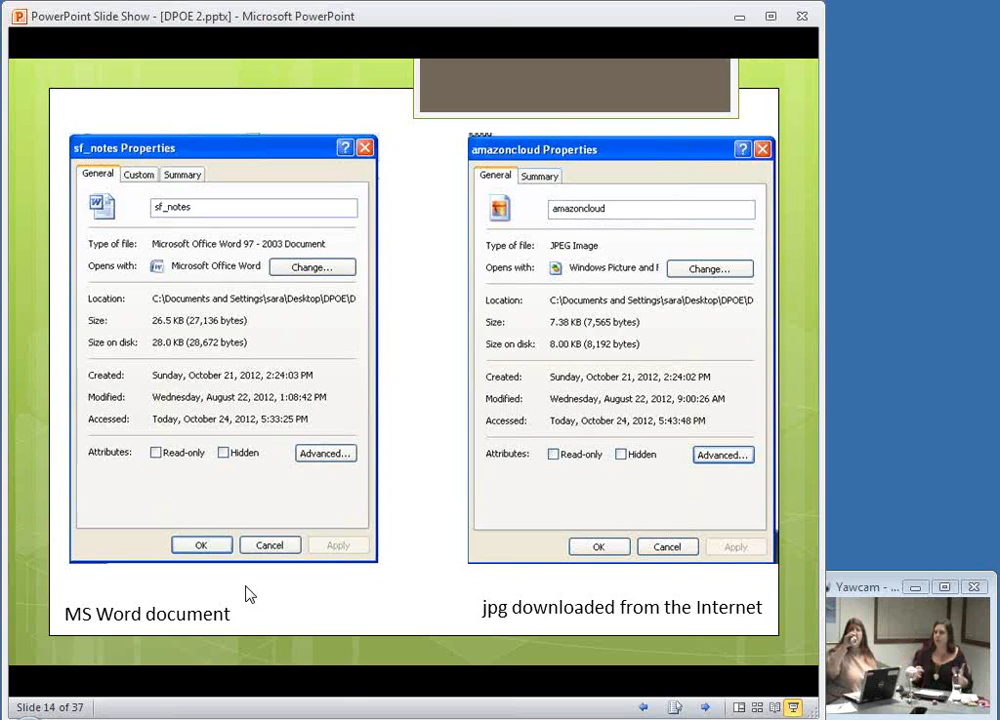 PowerPoint Slide Show - [DPOE 2.pptx] - Microsoft PowerPoint
sf_notes Properties
General Custom Summary
sf_notes
Type of file: Microsoft Office Word 97 - 2003 Document
Opens with: Microsoft Office Word Change...
Location: C:\Documents and Settings\sara\Desktop\DPOE\D
Size: 26.5 KB (27,136 bytes)
Size on disk: 28.0 KB (28,672 bytes)
Created: Sunday, October 21, 2012, 2:24:03 PM
Modified: Wednesday, August 22, 2012, 1:08:42 PM
Accessed: Today, October 24, 2012, 5:33:25 PM
Attributes: Read-only Hidden Advanced...
OK Cancel Apply
MS Word document
amazoncloud Properties
General Summary
amazoncloud
Type of file: JPEG Image
Opens with: Windows Picture and F Change...
Location: C:\Documents and Settings\sara\Desktop\DPOE\D
Size: 7.38 KB (7,565 bytes)
Size on disk: 8.00 KB (8,192 bytes)
Created: Sunday, October 21, 2012, 2:24:02 PM
Modified: Wednesday, August 22, 2012, 9:00:26 AM
Accessed: Today, October 24, 2012, 5:43:48 PM
Attributes: Read-only Hidden Advanced...
OK Cancel Apply
jpg downloaded from the Internet
Yawcam - ...
Slide 14 of 37